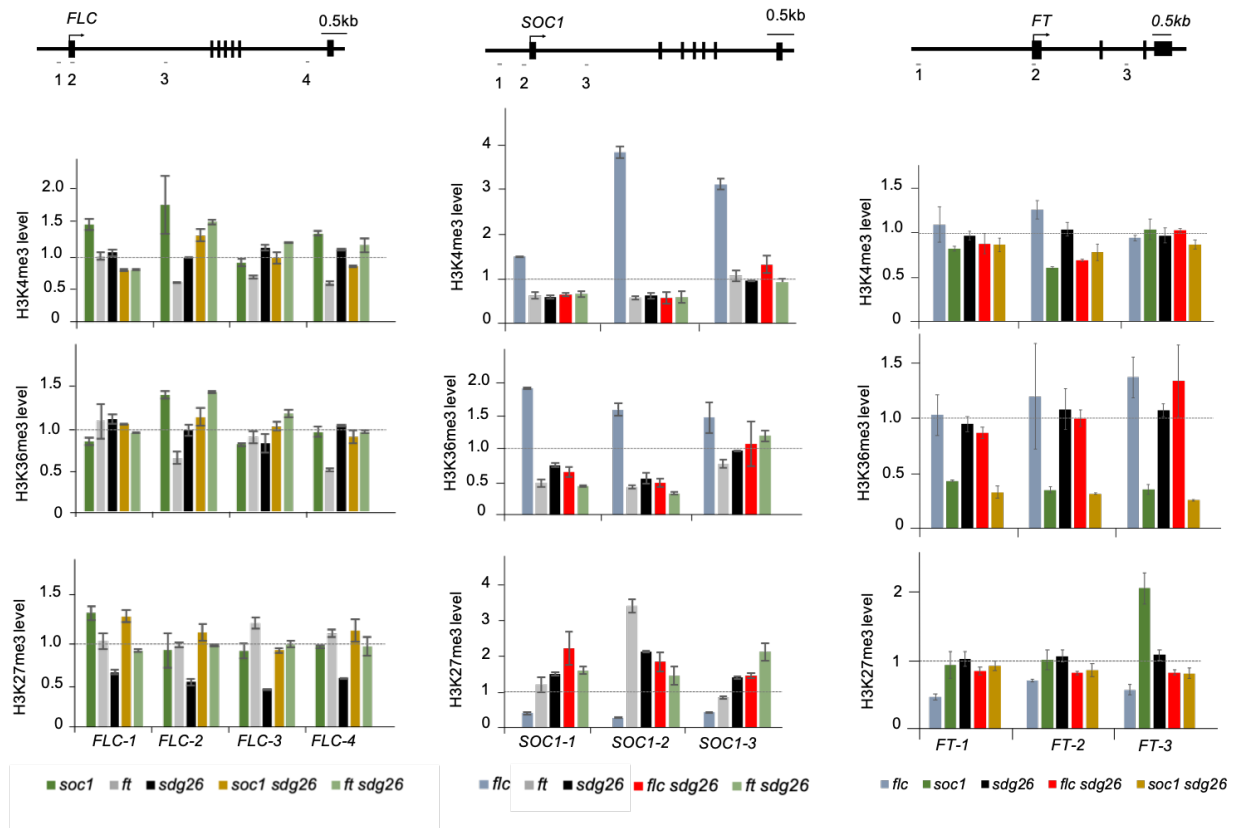 FLC
0.5kb
1 2 3 4
SOC1
0.5kb
1 2 3
FT
0.5kb
1 2 3
H3K4me3 level
2.0
1.5
1.0
0.5
0
H3K4me3 level
4
3
2
1
0
H3K4me3 level
1.5
1.0
0.5
0
H3K36me3 level
1.5
1.0
0.5
0
H3K36me3 level
2.0
1.5
1.0
0.5
0
H3K36me3 level
1.5
1.0
0.5
0
H3K27me3 level
1.5
1.0
0.5
0
FLC-1 FLC-2 FLC-3 FLC-4
H3K27me3 level
4
3
2
1
0
SOC1-1 SOC1-2 SOC1-3
H3K27me3 level
2
1
0
FT-1 FT-2 FT-3
soc1 ft sdg26 soc1 sdg26 ft sdg26
flc ft sdg26 flc sdg26 ft sdg26
flc soc1 sdg26 flc sdg26 soc1 sdg26